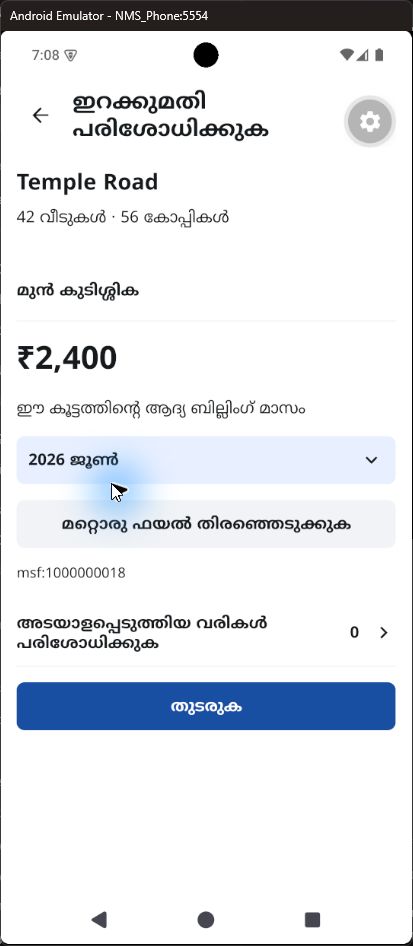 Android Emulator - NMS_Phone:5554
7:08
ഇറക്കുമതി
പരിശോധിക്കുക
Temple Road
42 വീടുകൾ · 56 കോപ്പികൾ
മുൻ കുടിശ്ശിക
₹2,400
ഈ കൂട്ടത്തിന്റെ ആദ്യ ബില്ലിംഗ് മാസം
2026 ജൂൺ
മറ്റൊരു ഫയൽ തിരഞ്ഞെടുക്കുക
msf:1000000018
അടയാളപ്പെടുത്തിയ വരികൾ
പരിശോധിക്കുക
0
തുടരുക